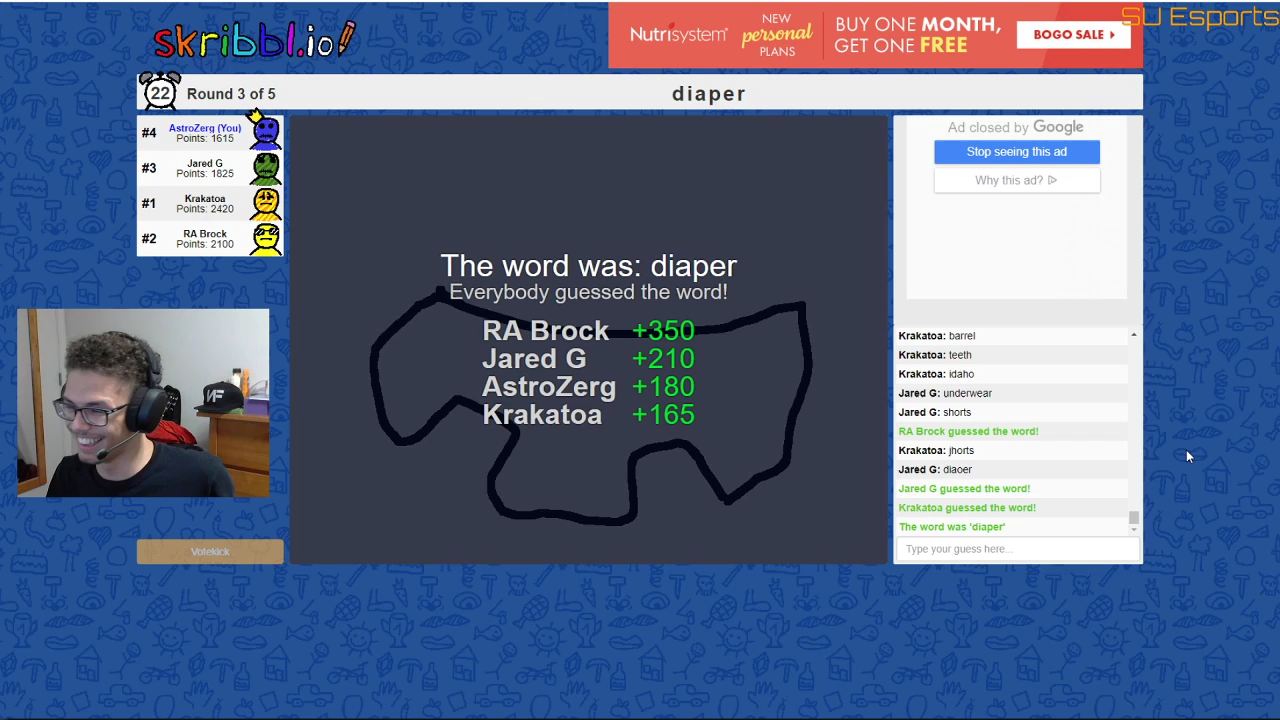 skribbl.io
Nutrisystem®
NEW
personal
PLANS
BUY ONE MONTH,
GET ONE FREE
BOGO SALE
SU Esports
22
Round 3 of 5
diaper
#4
AstroZerg (You)
Points: 1615
#3
Jared G
Points: 1825
#1
Krakatoa
Points: 2420
#2
RA Brock
Points: 2100
The word was: diaper
Everybody guessed the word!
RA Brock +350
Jared G +210
AstroZerg +180
Krakatoa +165
Ad closed by Google
Stop seeing this ad
Why this ad?
Krakatoa: barrel
Krakatoa: teeth
Krakatoa: idaho
Jared G: underwear
Jared G: shorts
RA Brock guessed the word!
Krakatoa: jhorts
Jared G: diaoer
Jared G guessed the word!
Krakatoa guessed the word!
The word was 'diaper'
Type your guess here...
NF
Votekick